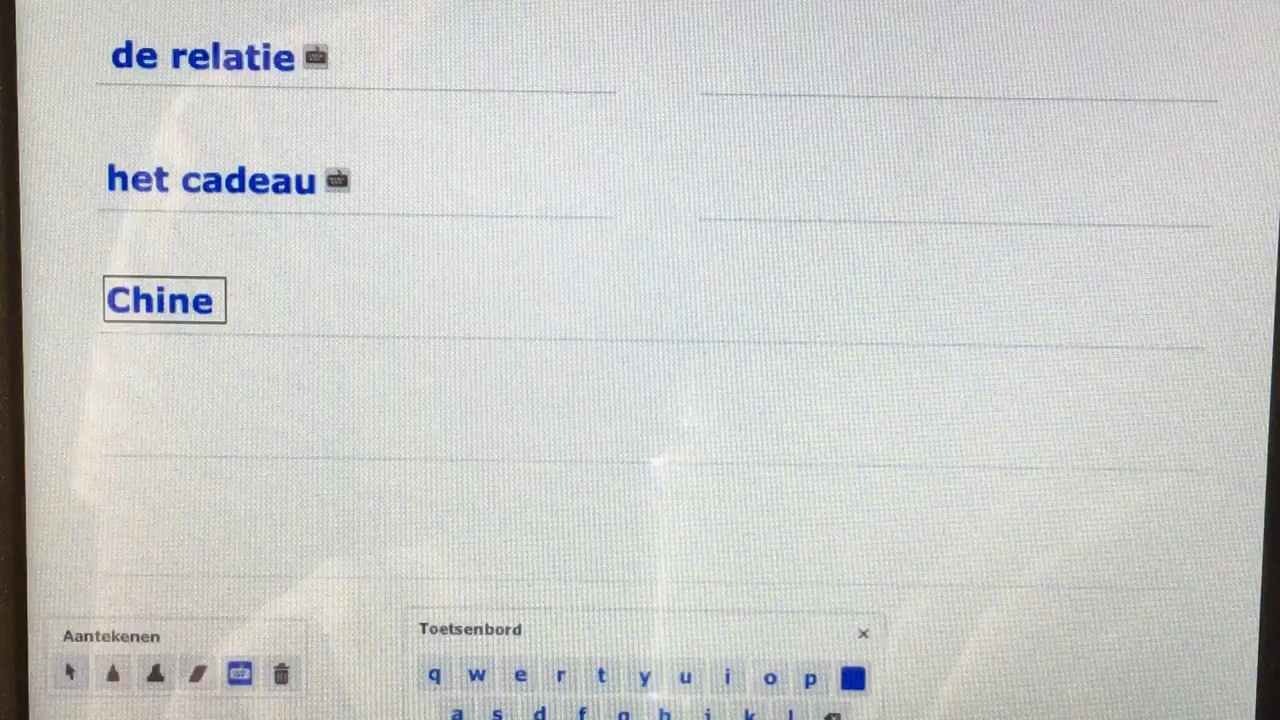 de relatie
het cadeau
Chine
Aantekenen
Toetsenbord ×
q w e r t y u i o p
a s d f g h j k l